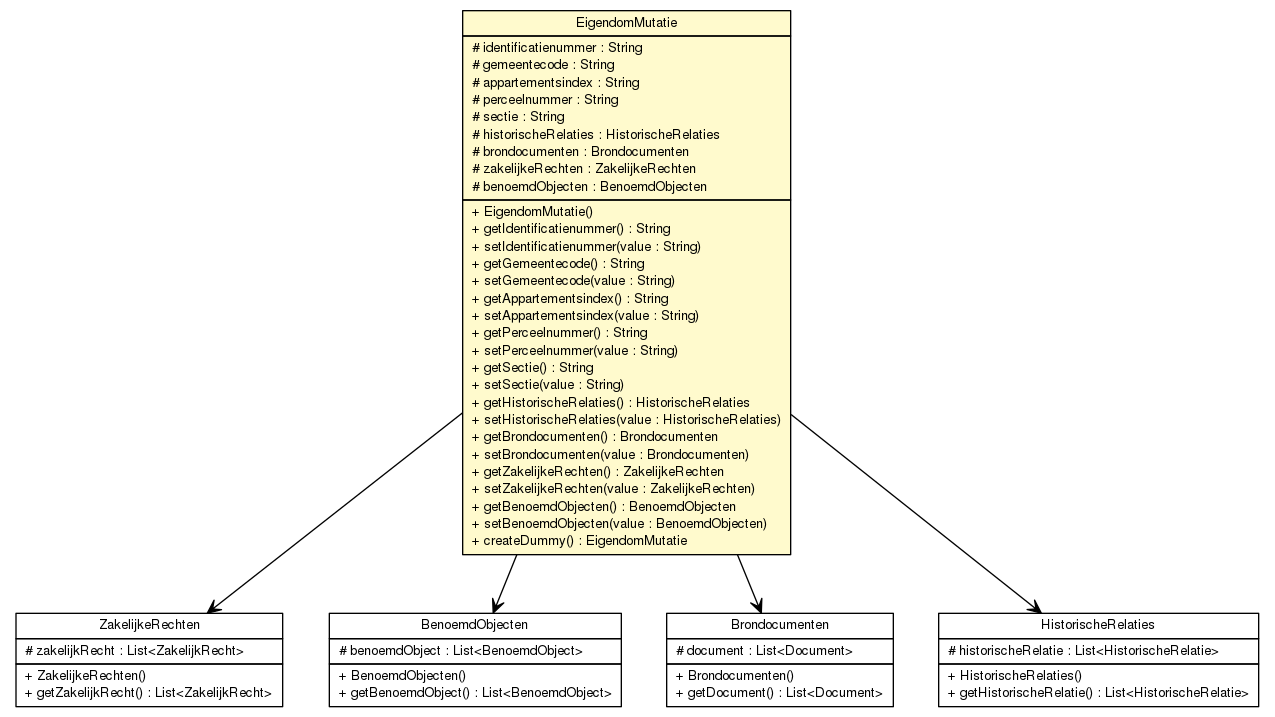 EigendomMutatie
# identificatienummer : String
# gemeentecode : String
# appartementsindex : String
# perceelnummer : String
# sectie : String
# historischeRelaties : HistorischeRelaties
# brondocumenten : Brondocumenten
# zakelijkeRechten : ZakelijkeRechten
# benoemdObjecten : BenoemdObjecten
+ EigendomMutatie()
+ getIdentificatienummer() : String
+ setIdentificatienummer(value : String)
+ getGemeentecode() : String
+ setGemeentecode(value : String)
+ getAppartementsindex() : String
+ setAppartementsindex(value : String)
+ getPerceelnummer() : String
+ setPerceelnummer(value : String)
+ getSectie() : String
+ setSectie(value : String)
+ getHistorischeRelaties() : HistorischeRelaties
+ setHistorischeRelaties(value : HistorischeRelaties)
+ getBrondocumenten() : Brondocumenten
+ setBrondocumenten(value : Brondocumenten)
+ getZakelijkeRechten() : ZakelijkeRechten
+ setZakelijkeRechten(value : ZakelijkeRechten)
+ getBenoemdObjecten() : BenoemdObjecten
+ setBenoemdObjecten(value : BenoemdObjecten)
+ createDummy() : EigendomMutatie
ZakelijkeRechten
# zakelijkRecht : List<ZakelijkRecht>
+ ZakelijkeRechten()
+ getZakelijkRecht() : List<ZakelijkRecht>
BenoemdObjecten
# benoemdObject : List<BenoemdObject>
+ BenoemdObjecten()
+ getBenoemdObject() : List<BenoemdObject>
Brondocumenten
# document : List<Document>
+ Brondocumenten()
+ getDocument() : List<Document>
HistorischeRelaties
# historischeRelatie : List<HistorischeRelatie>
+ HistorischeRelaties()
+ getHistorischeRelatie() : List<HistorischeRelatie>